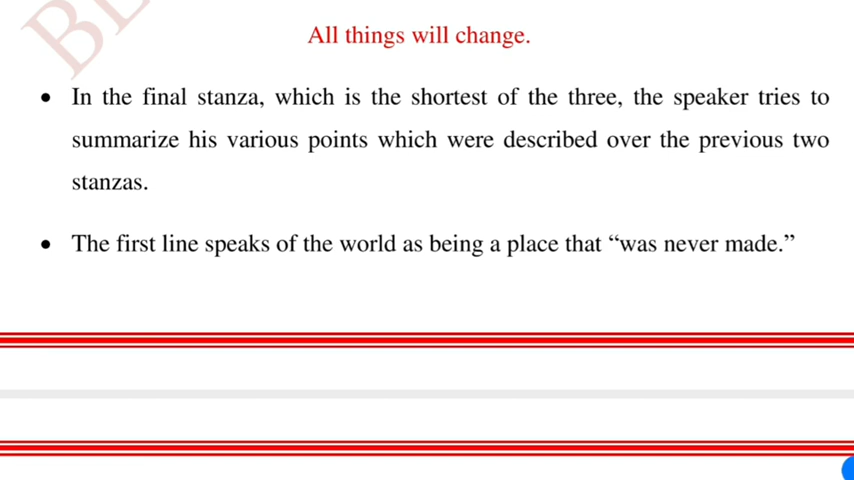 All things will change.
• In the final stanza, which is the shortest of the three, the speaker tries to
summarize his various points which were described over the previous two
stanzas.
• The first line speaks of the world as being a place that “was never made.”